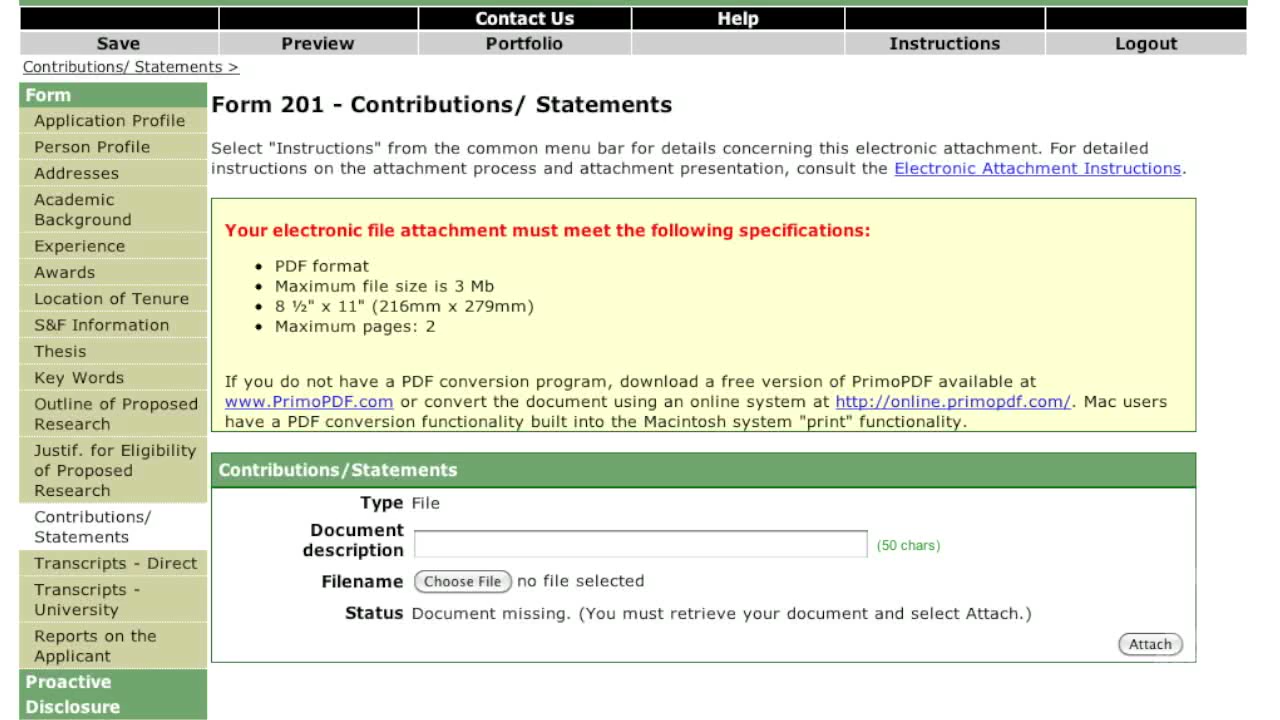 Contact Us Help
Save Preview Portfolio Instructions Logout
Contributions/ Statements >
Form
Application Profile
Person Profile
Addresses
Academic
Background
Experience
Awards
Location of Tenure
S&F Information
Thesis
Key Words
Outline of Proposed
Research
Justif. for Eligibility
of Proposed
Research
Contributions/
Statements
Transcripts - Direct
Transcripts -
University
Reports on the
Applicant
Proactive
Disclosure
Form 201 - Contributions/ Statements
Select "Instructions" from the common menu bar for details concerning this electronic attachment. For detailed
instructions on the attachment process and attachment presentation, consult the Electronic Attachment Instructions.
Your electronic file attachment must meet the following specifications:
• PDF format
• Maximum file size is 3 Mb
• 8 ½" x 11" (216mm x 279mm)
• Maximum pages: 2
If you do not have a PDF conversion program, download a free version of PrimoPDF available at
www.PrimoPDF.com or convert the document using an online system at http://online.primopdf.com/. Mac users
have a PDF conversion functionality built into the Macintosh system "print" functionality.
Contributions/Statements
Type File
Document
description (50 chars)
Filename Choose File no file selected
Status Document missing. (You must retrieve your document and select Attach.)
Attach